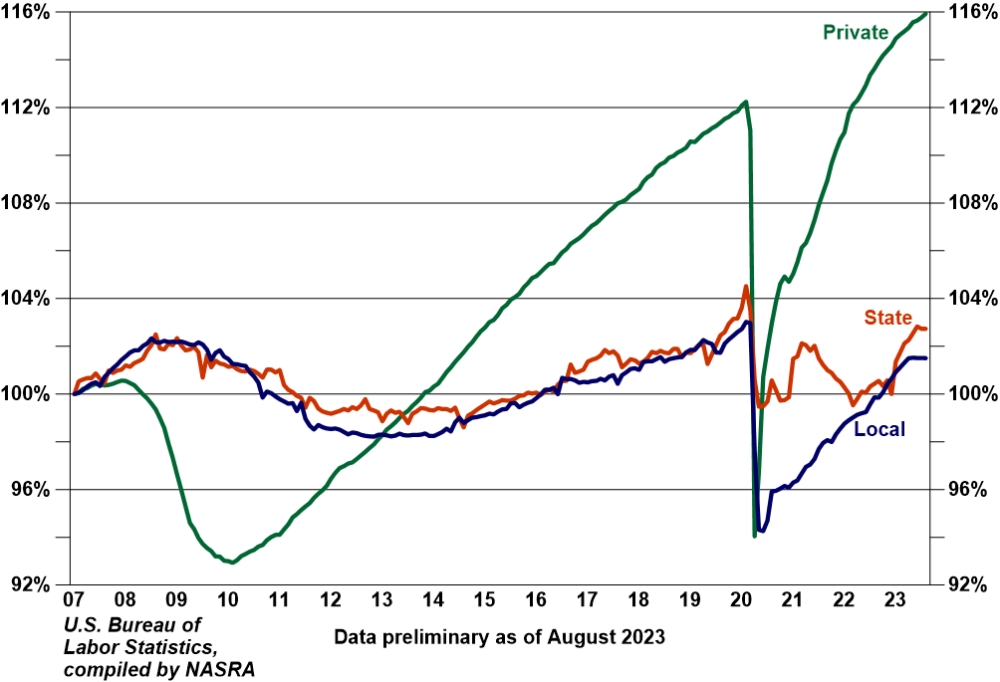 116% 116%
Private
112% 112%
108% 108%
104% 104%
State
100% 100%
Local
96% 96%
92% 92%
07 08 09 10 11 12 13 14 15 16 17 18 19 20 21 22 23
U.S. Bureau of
Labor Statistics,
compiled by NASRA
Data preliminary as of August 2023